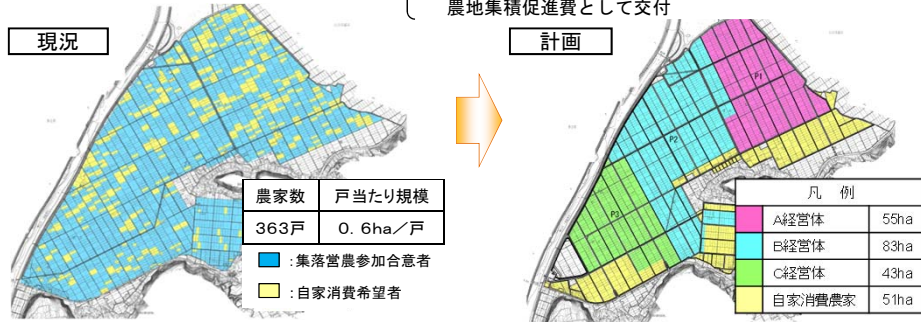 農地集積促進費として交付
現況
計画
P1
P2
P3
農家数 戸当たり規模
363戸 0.6ha/戸
:集落営農参加合意者
:自家消費希望者
凡 例
A経営体 55ha
B経営体 83ha
C経営体 43ha
自家消費農家 51ha